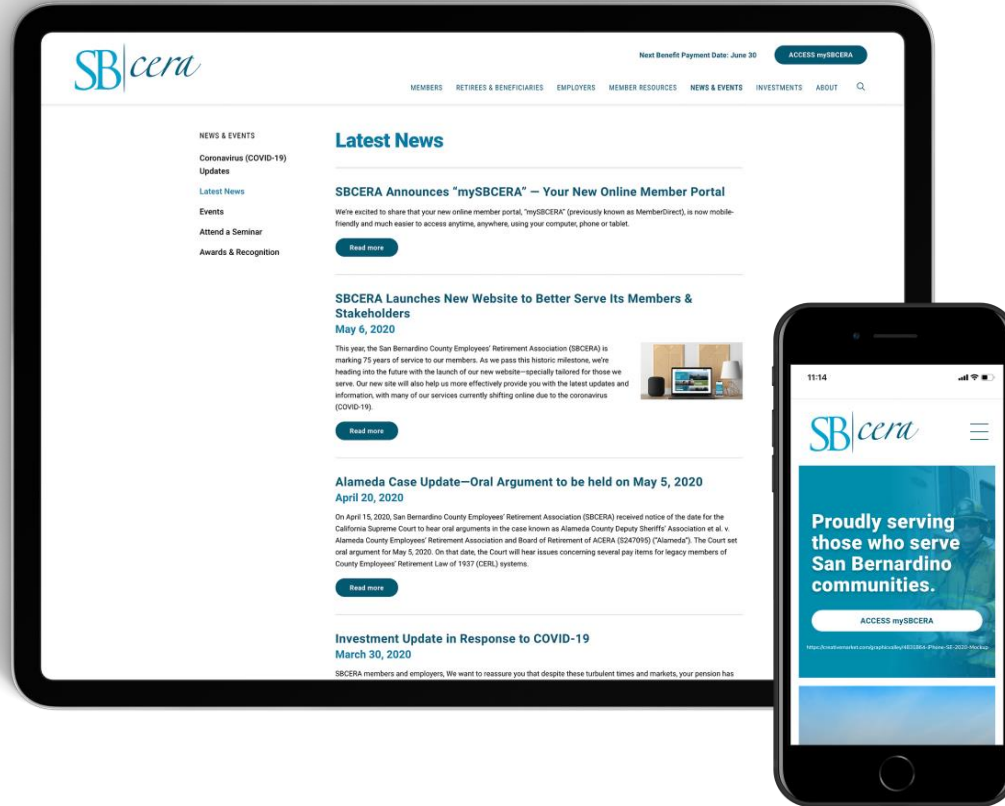 SB cera
Next Benefit Payment Date: June 30
ACCESS mySBCERA
MEMBERS RETIREES & BENEFICIARIES EMPLOYERS MEMBER RESOURCES NEWS & EVENTS INVESTMENTS ABOUT
NEWS & EVENTS
Coronavirus (COVID-19)
Updates
Latest News
Events
Attend a Seminar
Awards & Recognition
Latest News
SBCERA Announces “mySBCERA” — Your New Online Member Portal
We're excited to share that your new online member portal, "mySBCERA" (previously known as MemberDirect), is now mobile-
friendly and much easier to access anytime, anywhere, using your computer, phone or tablet.
Read more
SBCERA Launches New Website to Better Serve Its Members &
Stakeholders
May 6, 2020
This year, the San Bernardino County Employees' Retirement Association (SBCERA) is
marking 75 years of service to our members. As we pass this historic milestone, we're
heading into the future with the launch of our new website—specially tailored for those we
serve. Our new site will also help us more effectively provide you with the latest updates and
information, with many of our services currently shifting online due to the coronavirus
(COVID-19).
Read more
Alameda Case Update—Oral Argument to be held on May 5, 2020
April 20, 2020
On April 15, 2020, San Bernardino County Employees' Retirement Association (SBCERA) received notice of the date for the
California Supreme Court to hear oral arguments in the case known as Alameda County Deputy Sheriffs' Association et al. v.
Alameda County Employees' Retirement Association and Board of Retirement of ACERA (S247095) ("Alameda"). The Court set
oral argument for May 5, 2020. On that date, the Court will hear issues concerning several pay items for legacy members of
County Employees' Retirement Law of 1937 (CERL) systems.
Read more
Investment Update in Response to COVID-19
March 30, 2020
SBCERA members and employers, We want to reassure you that despite these turbulent times and markets, your pension has
11:14
SB cera
Proudly serving
those who serve
San Bernardino
communities.
ACCESS mySBCERA
https://creativemarket.com/graphicvalley/4831864-iPhone-SE-2020-Mockup